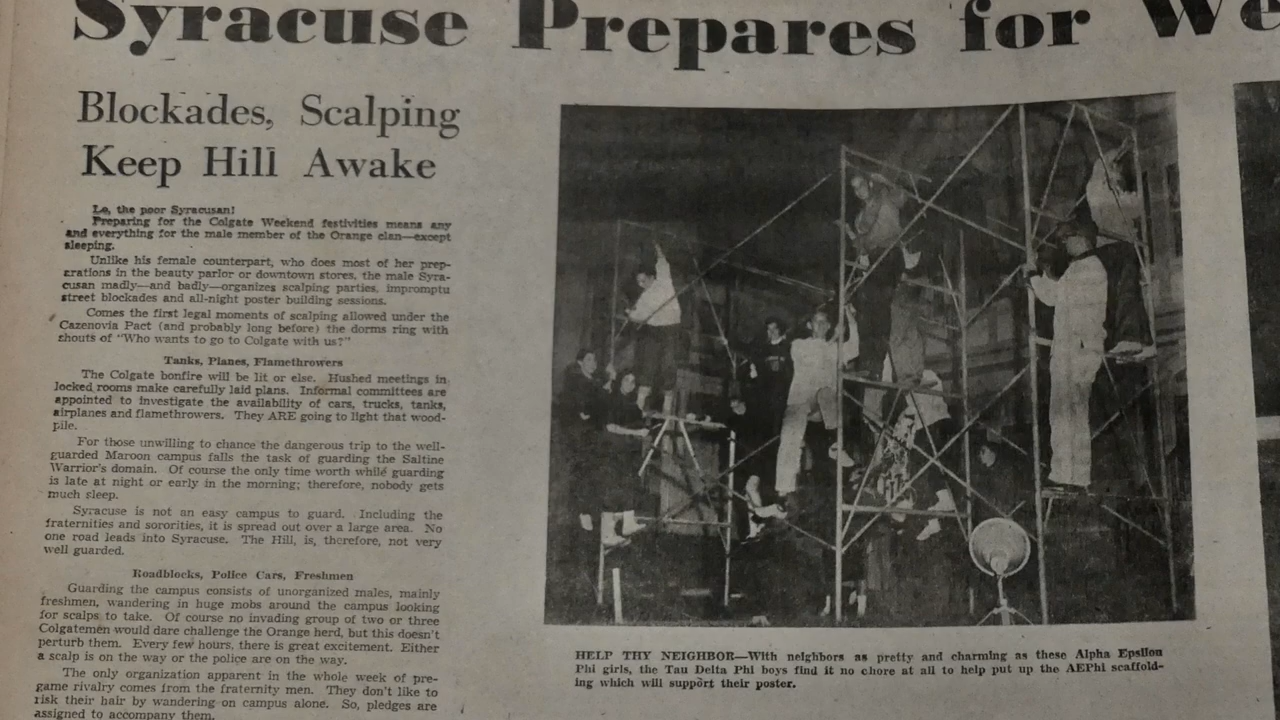 Syracuse Prepares for We
Blockades, Scalping
Keep Hill Awake
Lo, the poor Syracusan!
Preparing for the Colgate Weekend festivities means any
and everything for the male member of the Orange clan—except
sleeping.
Unlike his female counterpart, who does most of her prep-
arations in the beauty parlor or downtown stores, the male Syra-
cusan madly—and badly—organizes scalping parties, impromptu
street blockades and all-night poster building sessions.
Comes the first legal moments of scalping allowed under the
Cazenovia Pact (and probably long before) the dorms ring with
shouts of "Who wants to go to Colgate with us?"
Tanks, Planes, Flamethrowers
The Colgate bonfire will be lit or else. Hushed meetings in
locked rooms make carefully laid plans. Informal committees are
appointed to investigate the availability of cars, trucks, tanks,
airplanes and flamethrowers. They ARE going to light that wood-
pile.
For those unwilling to chance the dangerous trip to the well-
guarded Maroon campus falls the task of guarding the Saltine
Warrior's domain. Of course the only time worth while guarding
is late at night or early in the morning; therefore, nobody gets
much sleep.
Syracuse is not an easy campus to guard. Including the
fraternities and sororities, it is spread out over a large area. No
one road leads into Syracuse. The Hill, is, therefore, not very
well guarded.
Roadblocks, Police Cars, Freshmen
Guarding the campus consists of unorganized males, mainly
freshmen, wandering in huge mobs around the campus looking
for scalps to take. Of course no invading group of two or three
Colgatemen would dare challenge the Orange herd, but this doesn't
perturb them. Every few hours, there is great excitement. Either
a scalp is on the way or the police are on the way.
The only organization apparent in the whole week of pre-
game rivalry comes from the fraternity men. They don't like to
risk their hair by wandering on campus alone. So, pledges are
assigned to accompany them.
HELP THY NEIGHBOR—With neighbors as pretty and charming as these Alpha Epsilon
Phi girls, the Tau Delta Phi boys find it no chore at all to help put up the AEPhi scaffold-
ing which will support their poster.